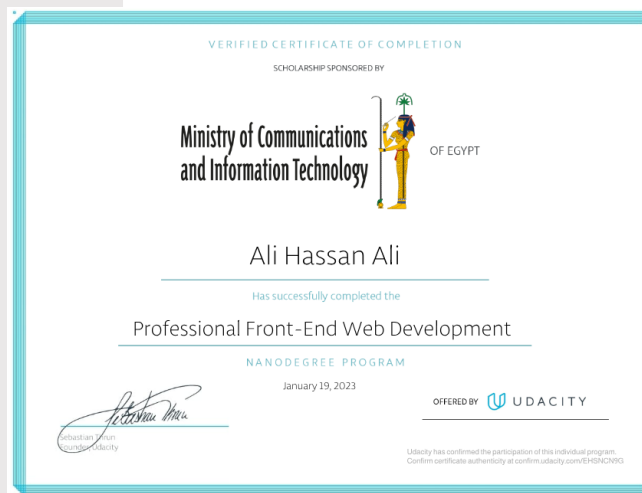 VERIFIED CERTIFICATE OF COMPLETION
SCHOLARSHIP SPONSORED BY
Ministry of Communications
and Information Technology
OF EGYPT
Ali Hassan Ali
Has successfully completed the
Professional Front-End Web Development
NANODEGREE PROGRAM
January 19, 2023
OFFERED BY UDACITY
Sebastian Thrun
Sebastian Thrun
Founder, Udacity
Udacity has confirmed the participation of this individual program.
Confirm certificate authenticity at confirm.udacity.com/EHSNCN9G